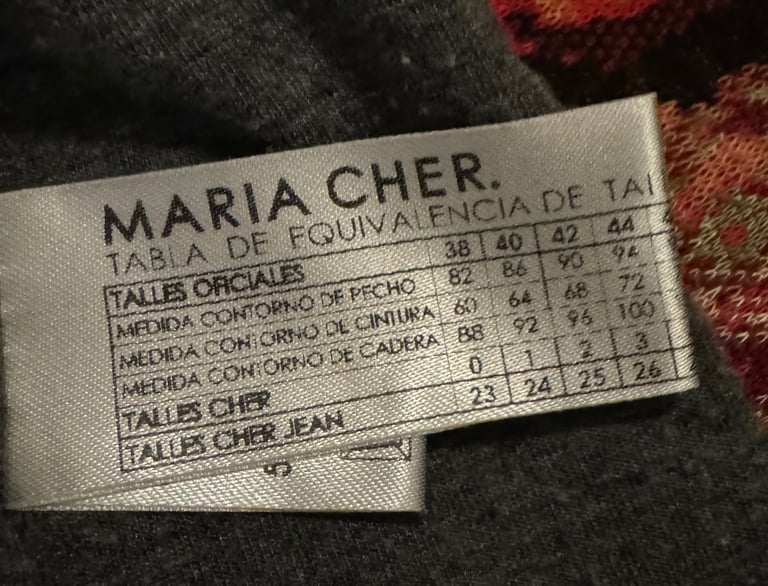 MARIA CHER.
TABLA DE EQUIVALENCIA DE TAL
TALLES OFICIALES 38 40 42 44
MEDIDA CONTORNO DE PECHO 82 86 90 94
MEDIDA CONTORNO DE CINTURA 60 64 68 72
MEDIDA CONTORNO DE CADERA 88 92 96 100
TALLES CHER 0 1 2 3
TALLES CHER JEAN 23 24 25 26